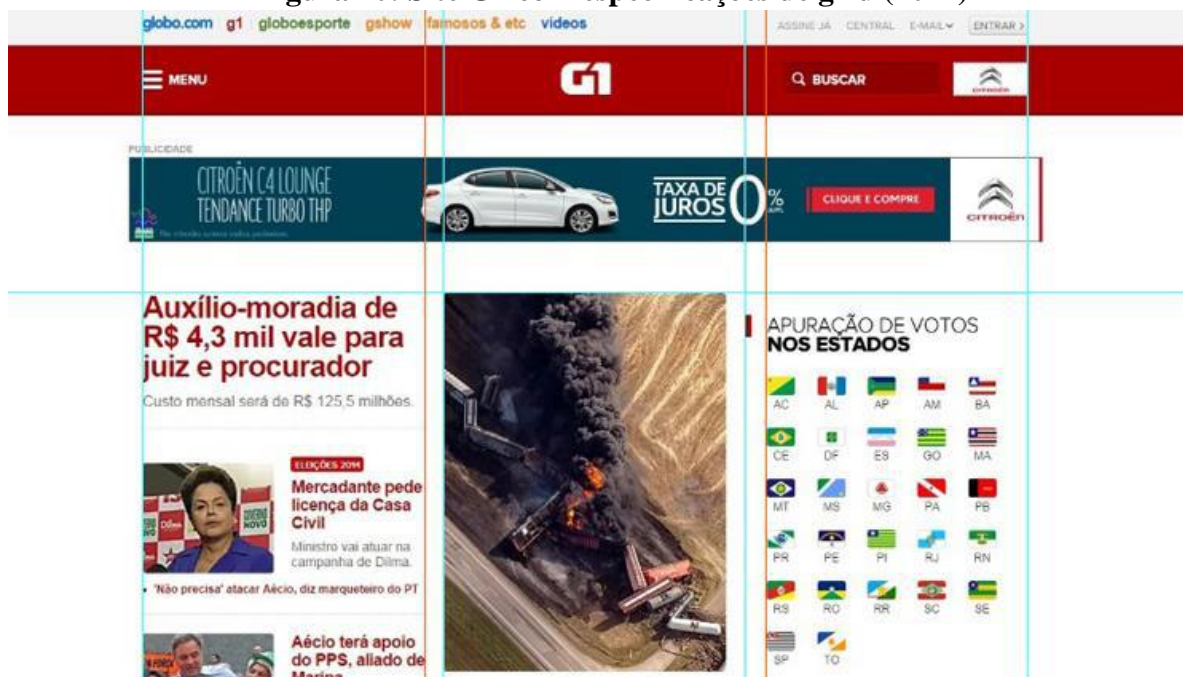 globo.com g1 globoesporte gshow famosos & etc vídeos
ASSINE JÁ CENTRAL E-MAIL ENTRAR >
MENU
G1
BUSCAR
CITROËN
PUBLICIDADE
CITROËN C4 LOUNGE
TENDANCE TURBO THP
TAXA DE
JUROS
0%
CLIQUE E COMPRE
CITROËN
Auxílio-moradia de
R$ 4,3 mil vale para
juiz e procurador
Custo mensal será de R$ 125,5 milhões.
ELEIÇÕES 2014
Mercadante pede
licença da Casa
Civil
Ministro vai atuar na
campanha de Dilma.
• 'Não precisa' atacar Aécio, diz marqueteiro do PT
Aécio terá apoio
do PPS, aliado de
Marina
APURAÇÃO DE VOTOS
NOS ESTADOS
AC AL AP AM BA
CE DF ES GO MA
MT MS MG PA PB
PR PE PI RJ RN
RS RO RR SC SE
SP TO